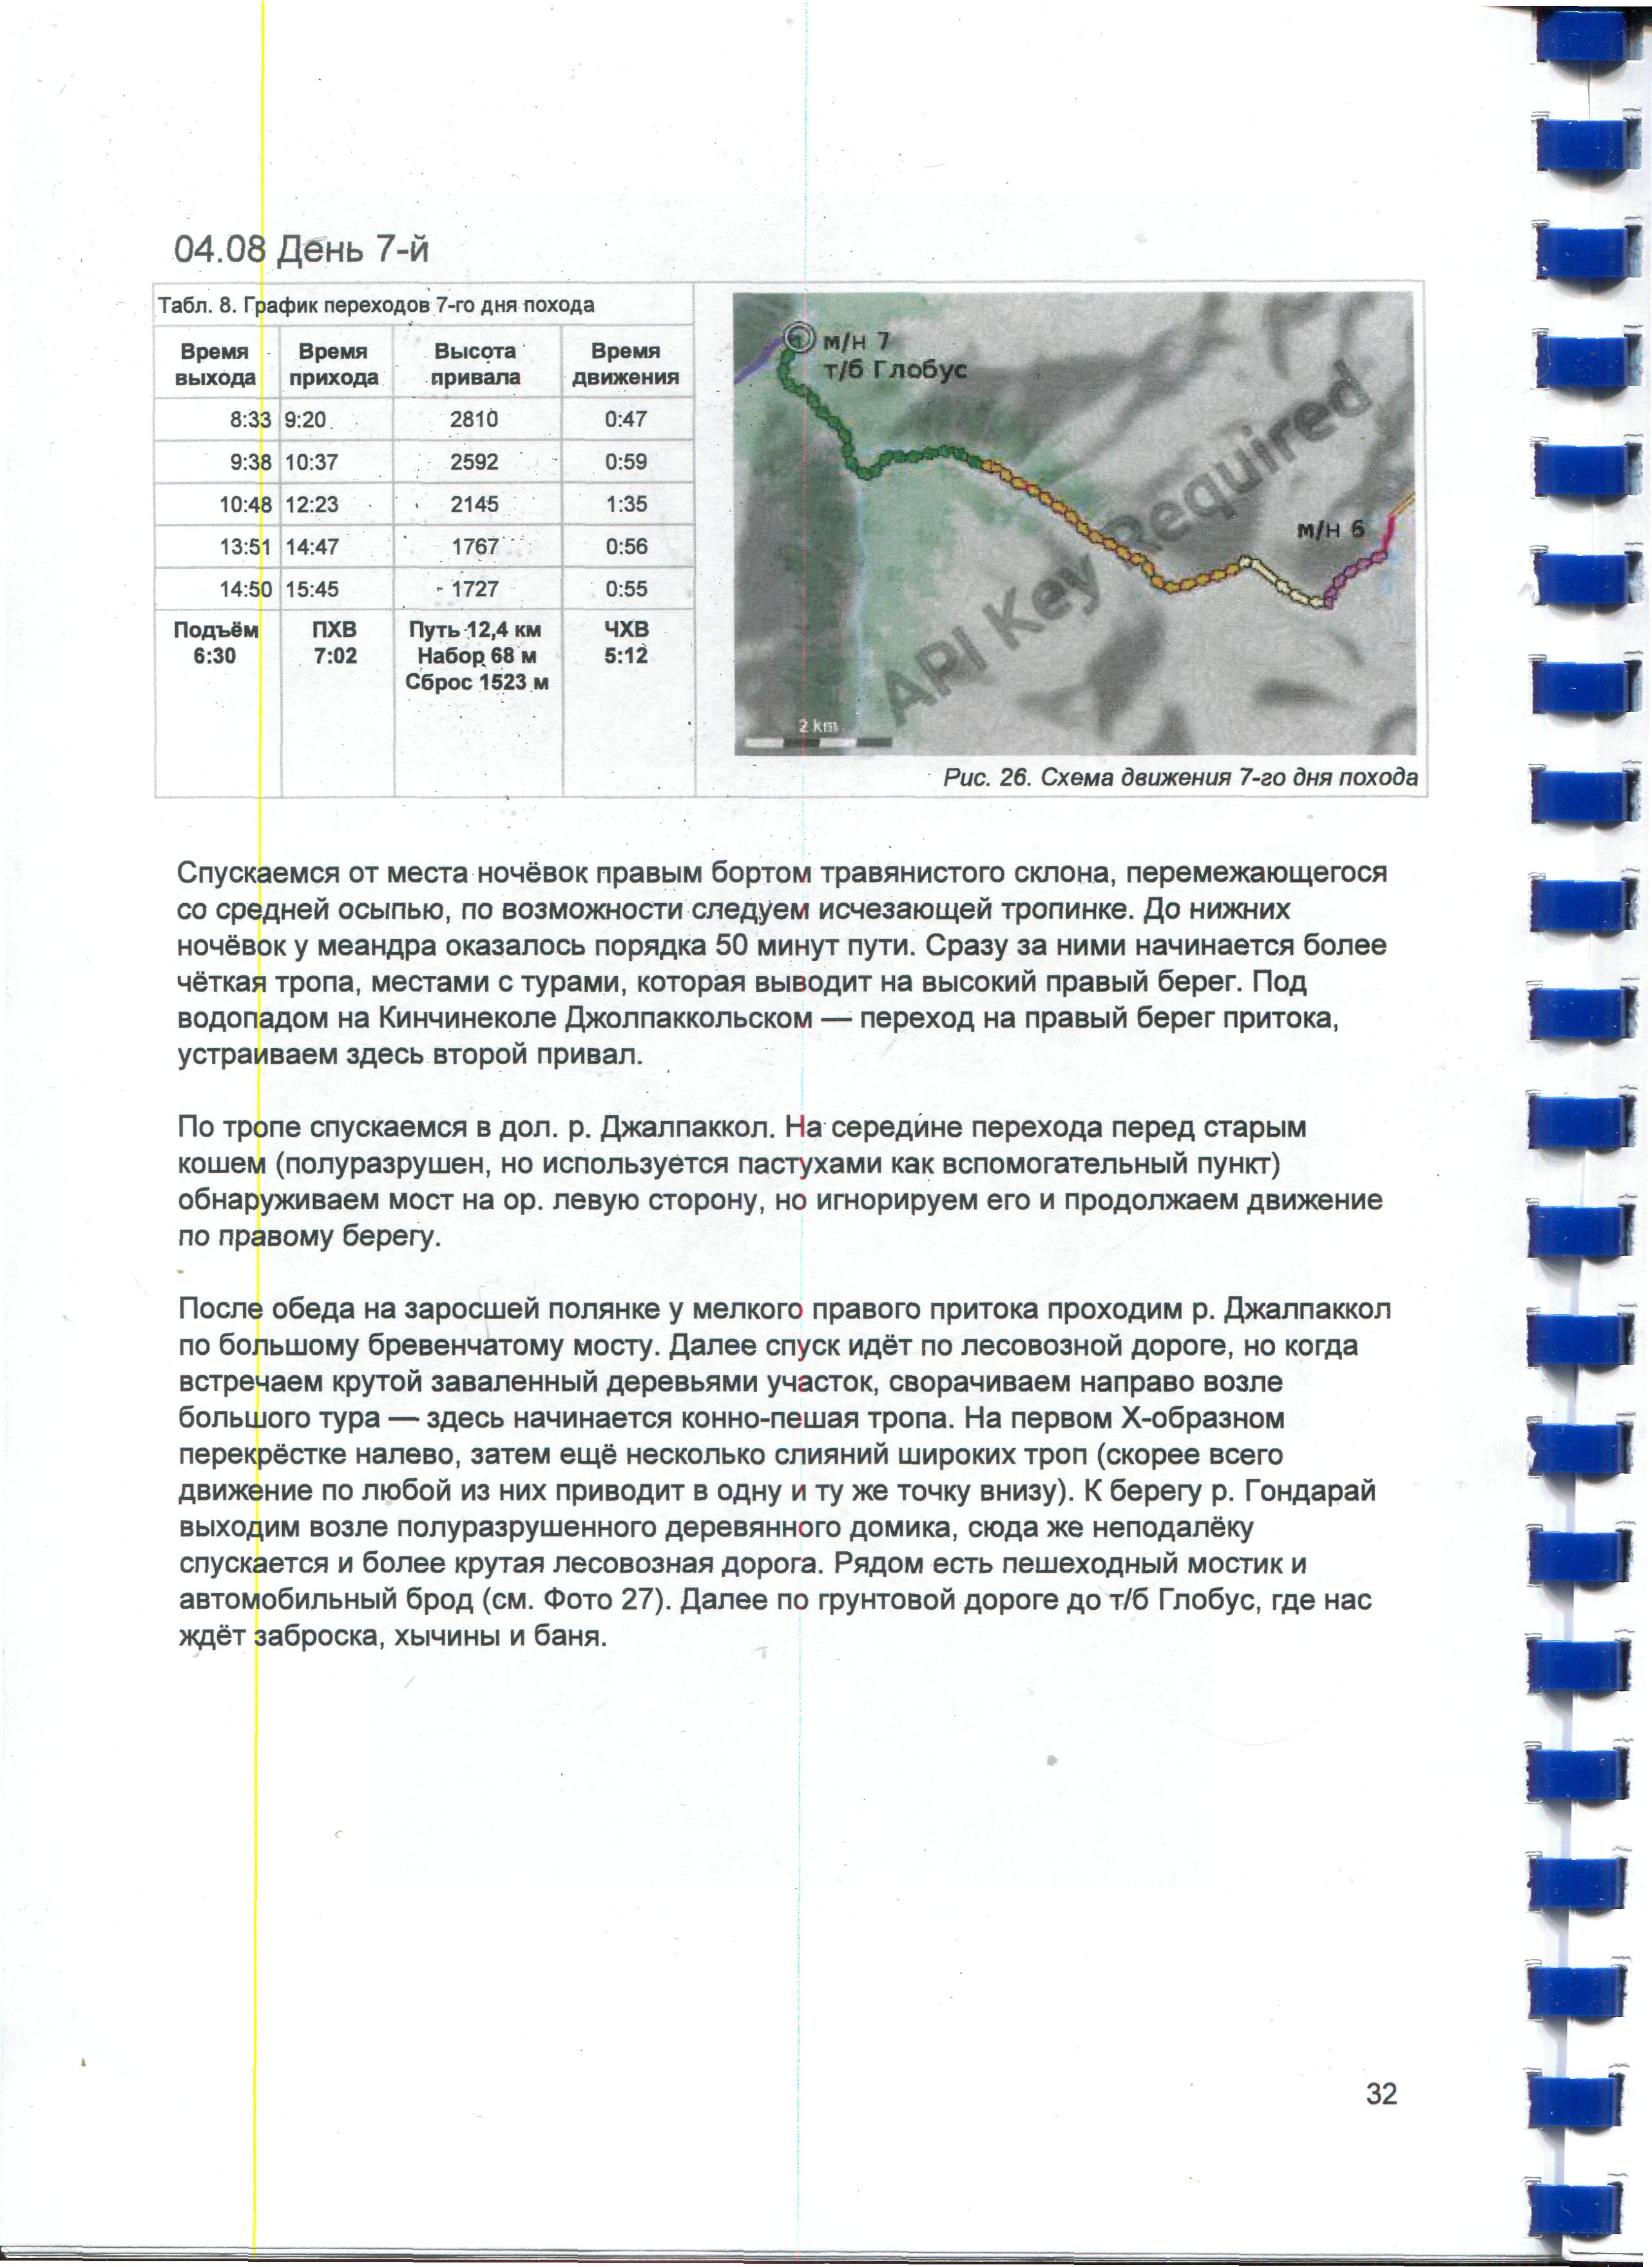 04.08 День 7-й
Табл. 8. График переходов 7-го дня похода
Время выхода | Время прихода | Высота привала | Время движения
8:33 | 9:20 | 2810 | 0:47
9:38 | 10:37 | 2592 | 0:59
10:48 | 12:23 | 2145 | 1:35
13:51 | 14:47 | 1767 | 0:56
14:50 | 15:45 | 1727 | 0:55
Подъём 6:30 | ПХВ 7:02 | Путь 12,4 км Набор 68 м Сброс 1523 м | ЧХВ 5:12
м/н 7
т/б Глобус
м/н 6
API Key Required
2 km
Рис. 26. Схема движения 7-го дня похода
Спускаемся от места ночёвок правым бортом травянистого склона, перемежающегося
со средней осыпью, по возможности следуем исчезающей тропинке. До нижних
ночёвок у меандра оказалось порядка 50 минут пути. Сразу за ними начинается более
чёткая тропа, местами с турами, которая выводит на высокий правый берег. Под
водопадом на Кинчинеколе Джолпаккольском — переход на правый берег притока,
устраиваем здесь второй привал.
По тропе спускаемся в дол. р. Джалпаккол. На середине перехода перед старым
кошем (полуразрушен, но используется пастухами как вспомогательный пункт)
обнаруживаем мост на ор. левую сторону, но игнорируем его и продолжаем движение
по правому берегу.
После обеда на заросшей полянке у мелкого правого притока проходим р. Джалпаккол
по большому бревенчатому мосту. Далее спуск идёт по лесовозной дороге, но когда
встречаем крутой заваленный деревьями участок, сворачиваем направо возле
большого тура — здесь начинается конно-пешая тропа. На первом Х-образном
перекрёстке налево, затем ещё несколько слияний широких троп (скорее всего
движение по любой из них приводит в одну и ту же точку внизу). К берегу р. Гондарай
выходим возле полуразрушенного деревянного домика, сюда же неподалёку
спускается и более крутая лесовозная дорога. Рядом есть пешеходный мостик и
автомобильный брод (см. Фото 27). Далее по грунтовой дороге до т/б Глобус, где нас
ждёт заброска, хычины и баня.
32